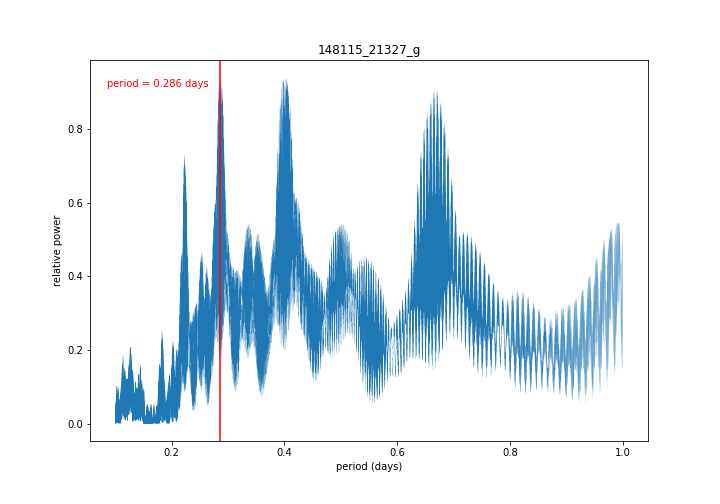 148115_21327_g
period = 0.286 days
relative power
0.8
0.6
0.4
0.2
0.0
0.2 0.4 0.6 0.8 1.0
period (days)